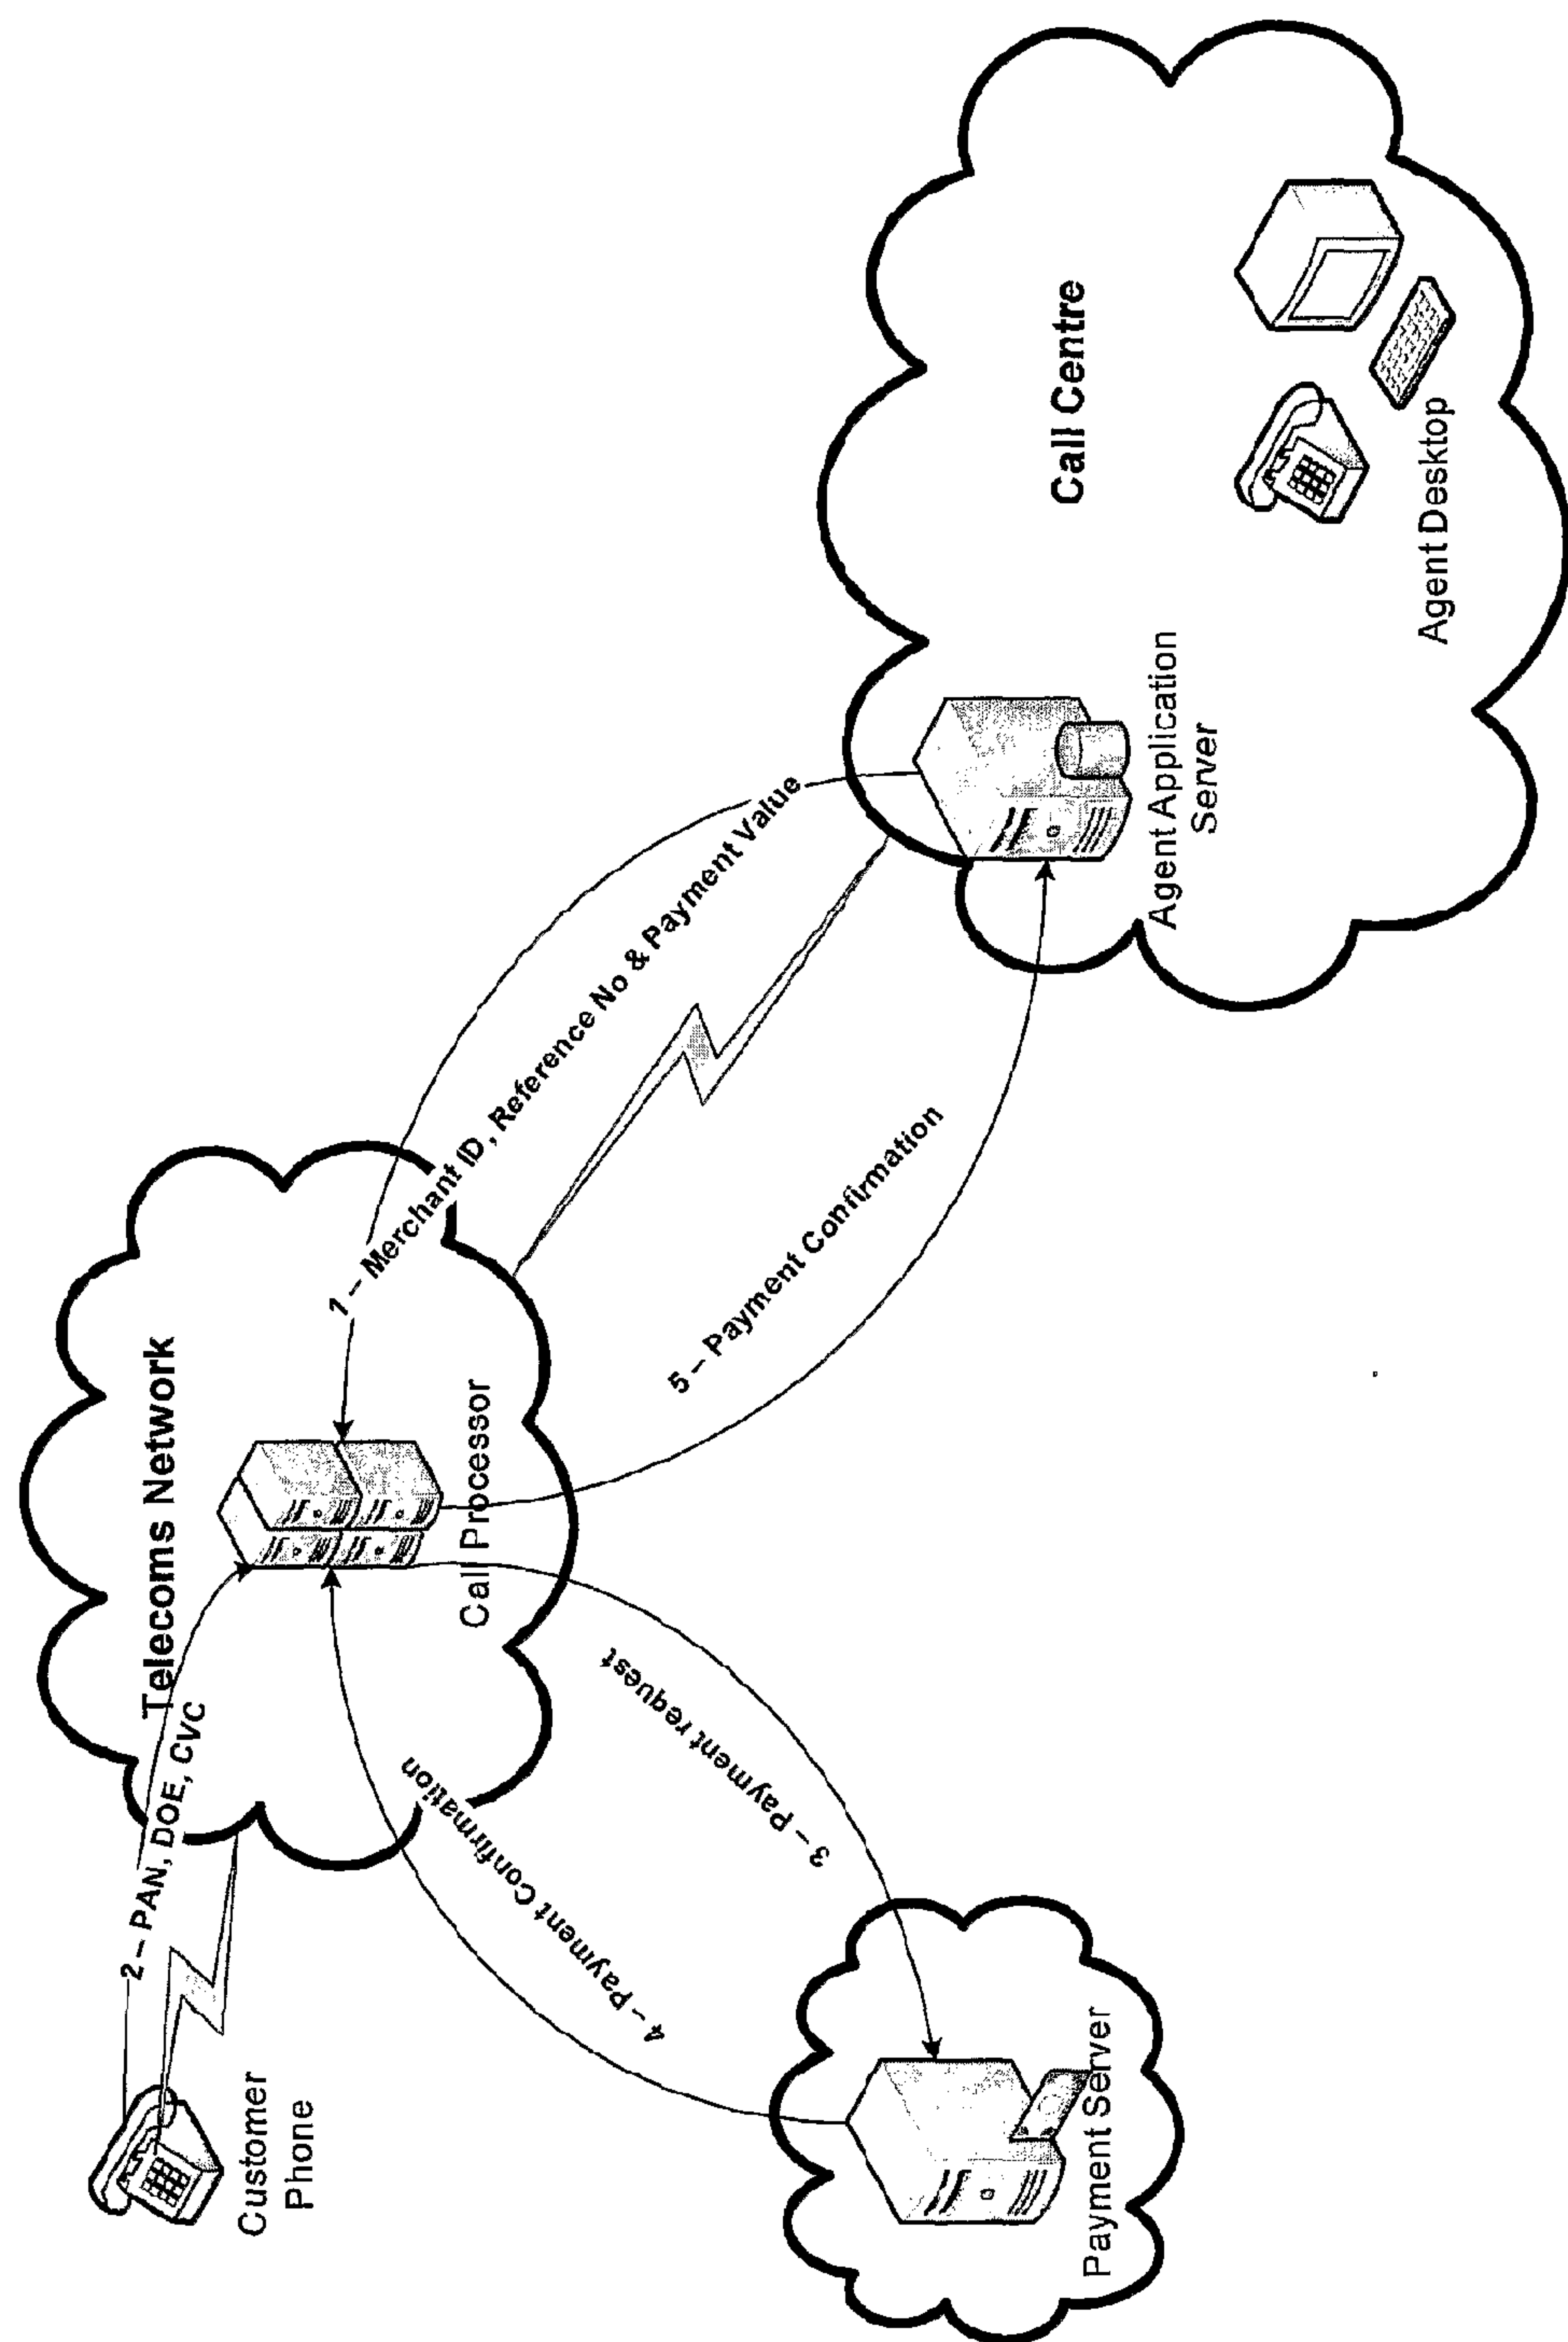 Customer
Phone
2 – PAN, DOE, CVC
Telecoms Network
Call Processor
1 – Merchant ID, Reference No & Payment Value
4 – Payment Confirmation
3 – Payment request
5 – Payment Confirmation
Payment Server
Call Centre
Agent Application
Server
Agent Desktop